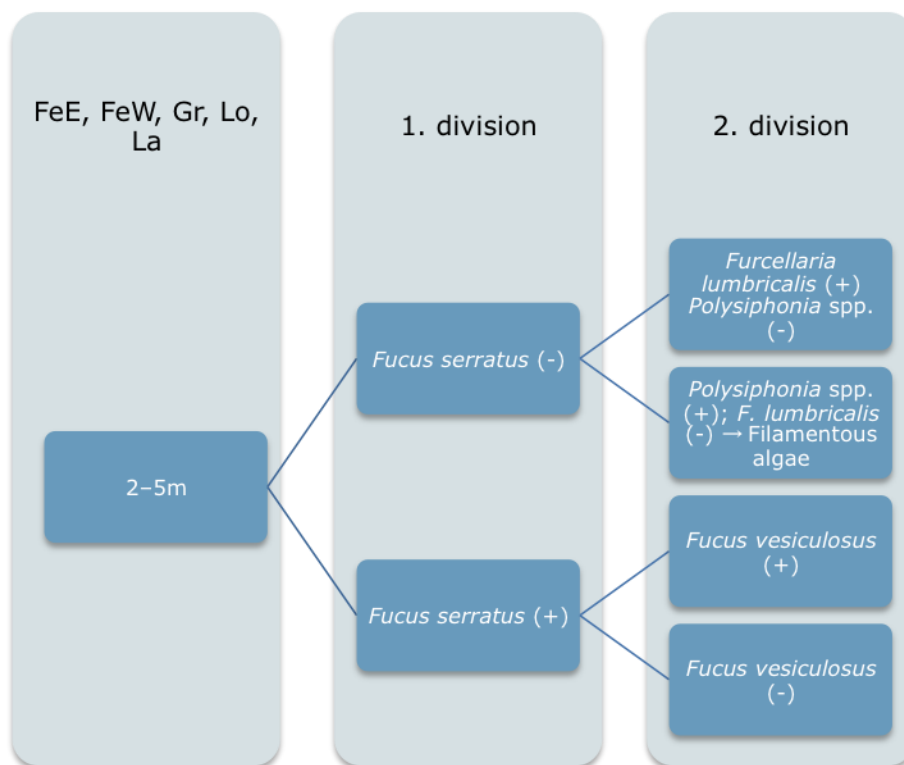 FeE, FeW, Gr, Lo,
La
1. division
2. division
2–5m
Fucus serratus (-)
Fucus serratus (+)
Furcellaria
lumbricalis (+)
Polysiphonia spp.
(-)
Polysiphonia spp.
(+); F. lumbricalis
(-) → Filamentous
algae
Fucus vesiculosus
(+)
Fucus vesiculosus
(-)